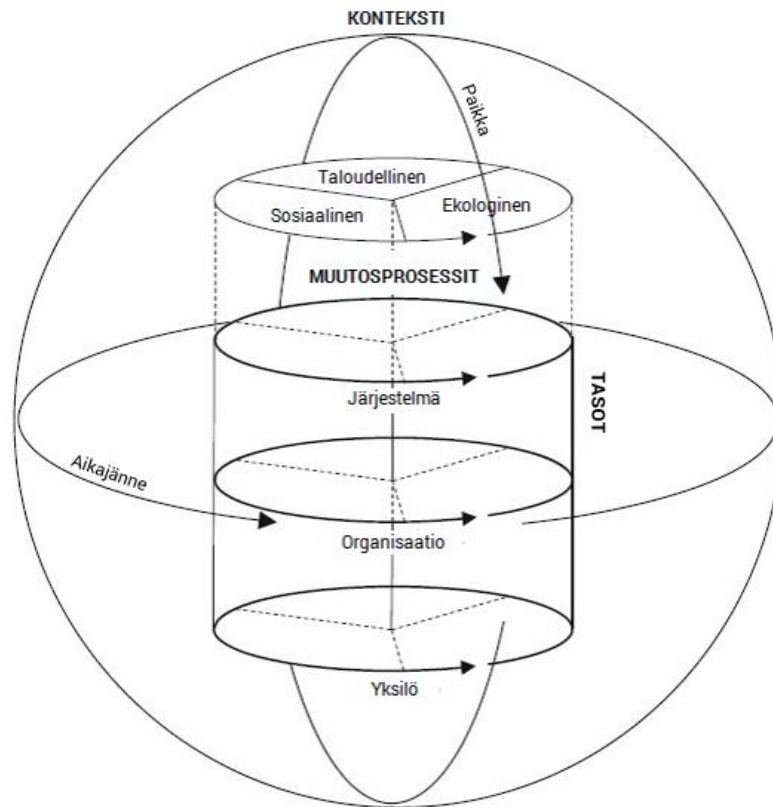 KONTEKSTI
Paikka
Taloudellinen
Sosiaalinen
Ekologinen
MUUTOSPROSESSIT
Järjestelmä
TASOT
Aikajänne
Organisaatio
Yksilö